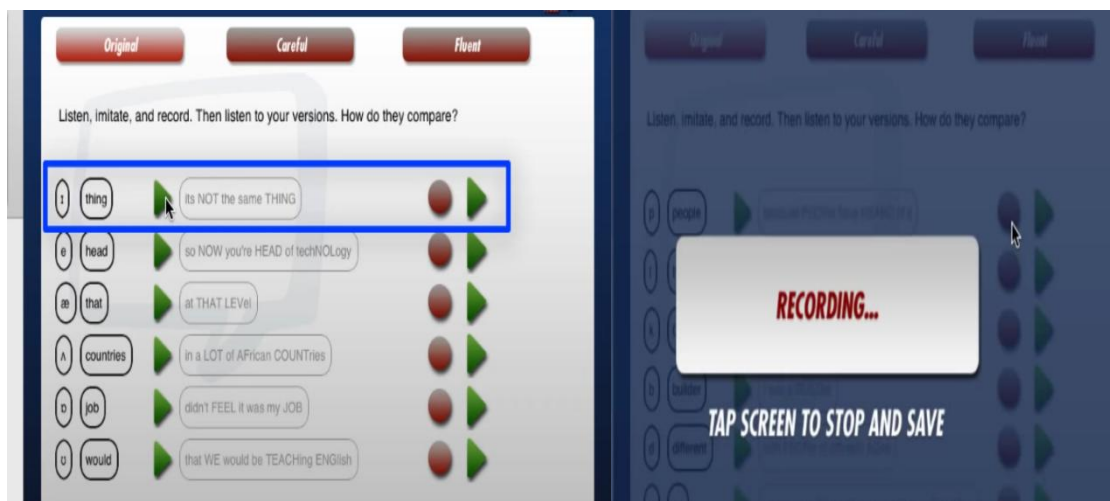 Original Careful Fluent
Listen, imitate, and record. Then listen to your versions. How do they compare?
ɪ thing its NOT the same THING
e head so NOW you're HEAD of techNOLogy
æ that at THAT LEVel
ʌ countries in a LOT of AFrican COUNTries
ɒ job didn't FEEL it was my JOB
ʊ would that WE would be TEACHing ENGlish
Original Careful Fluent
Listen, imitate, and record. Then listen to your versions. How do they compare?
p people
RECORDING...
b builder
TAP SCREEN TO STOP AND SAVE
d different